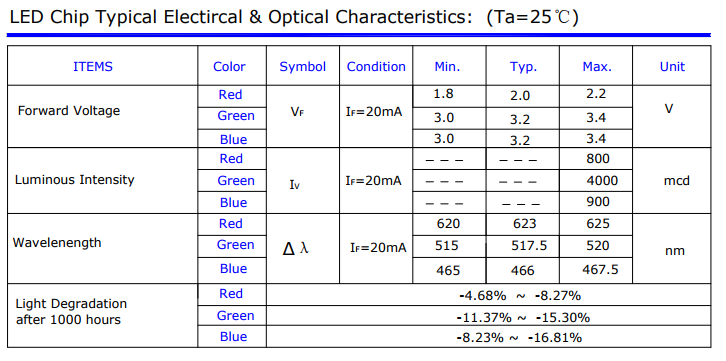 LED Chip Typical Electircal & Optical Characteristics: (Ta=25℃)
ITEMS Color Symbol Condition Min. Typ. Max. Unit
Forward Voltage Red VF IF=20mA 1.8 2.0 2.2 V
Green 3.0 3.2 3.4
Blue 3.0 3.2 3.4
Luminous Intensity Red IV IF=20mA – – – – – – 800 mcd
Green – – – – – – 4000
Blue – – – – – – 900
Wavelenength Red Δλ IF=20mA 620 623 625 nm
Green 515 517.5 520
Blue 465 466 467.5
Light Degradation after 1000 hours Red -4.68% ~ -8.27%
Green -11.37% ~ -15.30%
Blue -8.23% ~ -16.81%